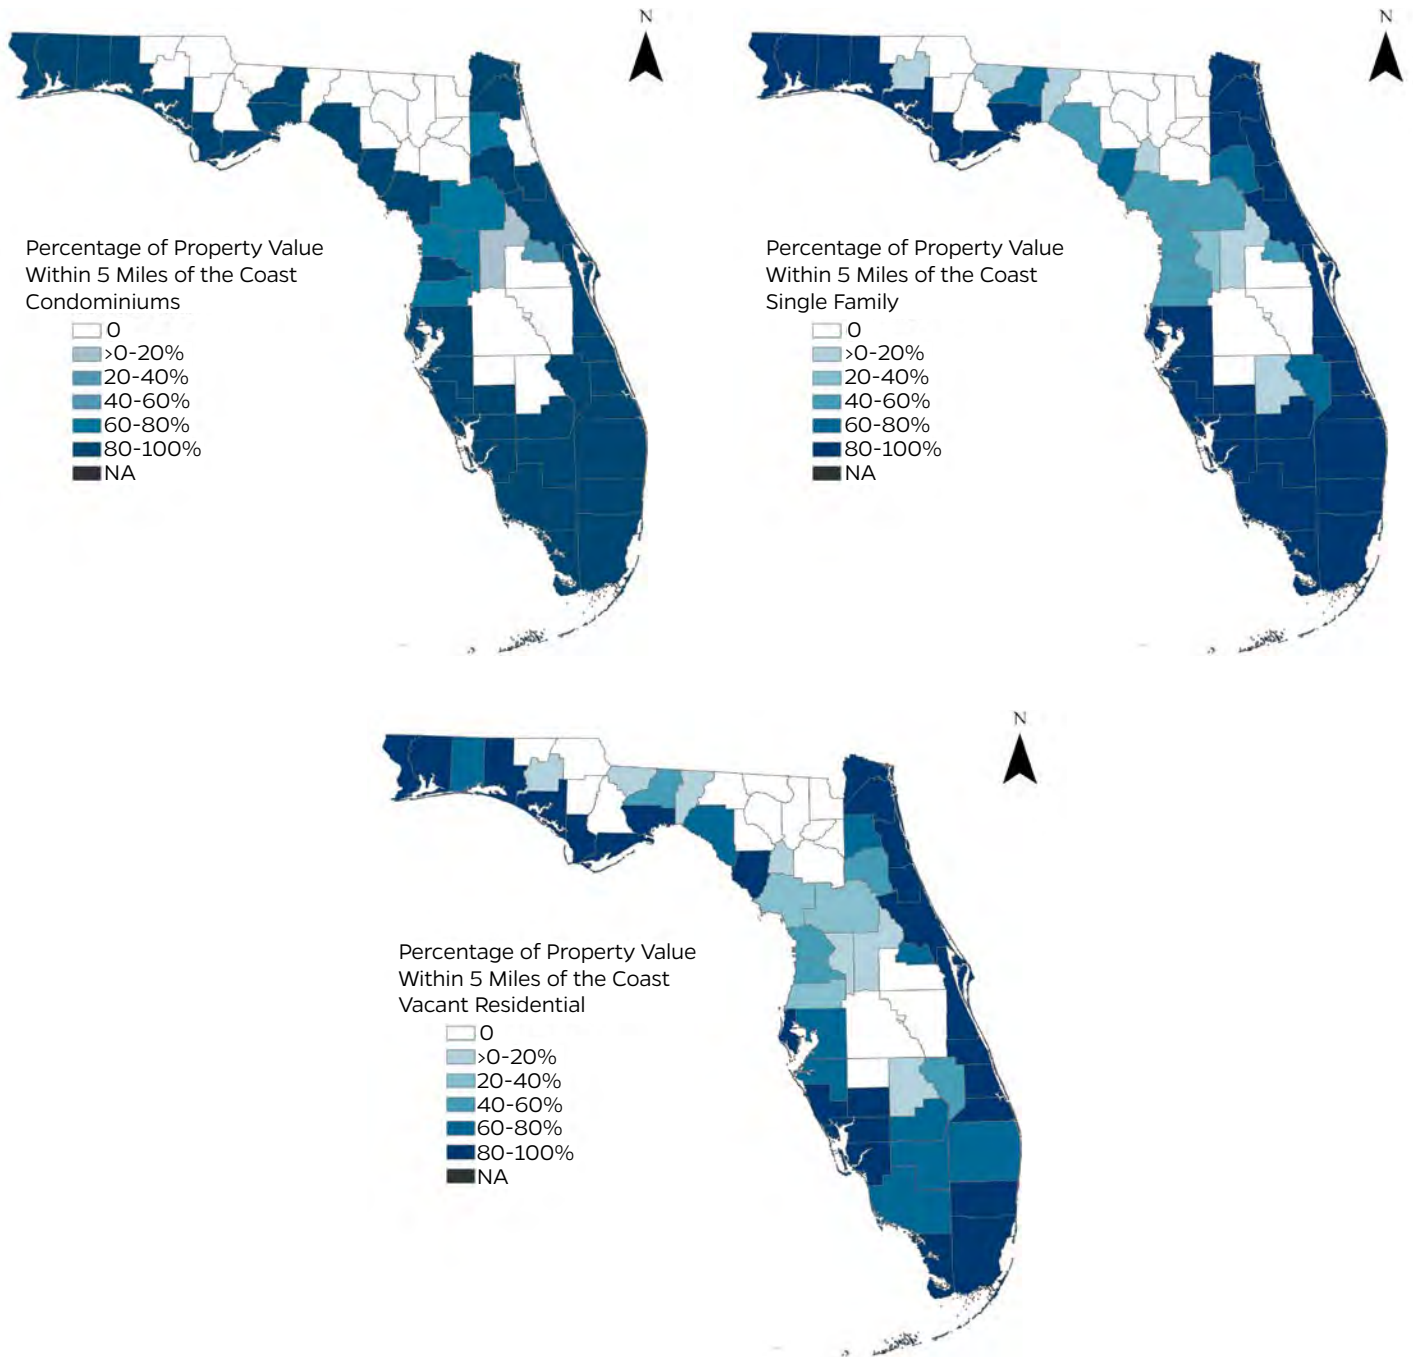 N
Percentage of Property Value
Within 5 Miles of the Coast
Condominiums
0
>0-20%
20-40%
40-60%
60-80%
80-100%
NA
N
Percentage of Property Value
Within 5 Miles of the Coast
Single Family
0
>0-20%
20-40%
40-60%
60-80%
80-100%
NA
N
Percentage of Property Value
Within 5 Miles of the Coast
Vacant Residential
0
>0-20%
20-40%
40-60%
60-80%
80-100%
NA